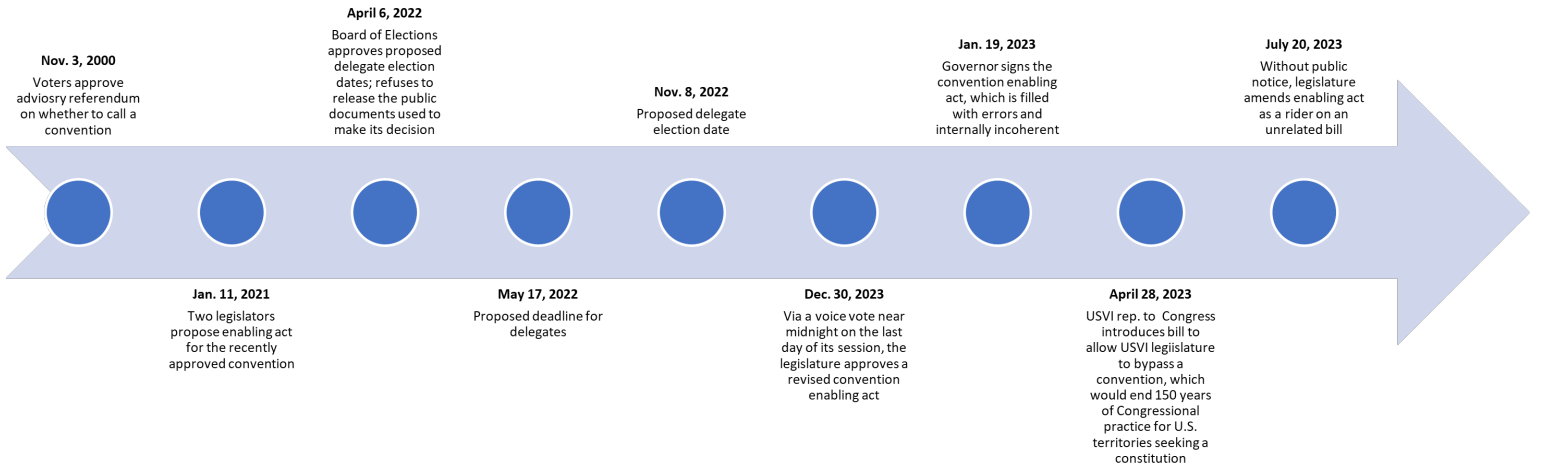 Nov. 3, 2000
Voters approve
adviosry referendum
on whether to call a
convention
Jan. 11, 2021
Two legislators
propose enabling act
for the recently
approved convention
April 6, 2022
Board of Elections
approves proposed
delegate election
dates; refuses to
release the public
documents used to
make its decision
May 17, 2022
Proposed deadline for
delegates
Nov. 8, 2022
Proposed delegate
election date
Dec. 30, 2023
Via a voice vote near
midnight on the last
day of its session, the
legislature approves a
revised convention
enabling act
Jan. 19, 2023
Governor signs the
convention enabling
act, which is filled
with errors and
internally incoherent
April 28, 2023
USVI rep. to Congress
introduces bill to
allow USVI legiislature
to bypass a
convention, which
would end 150 years
of Congressional
practice for U.S.
territories seeking a
constitution
July 20, 2023
Without public
notice, legislature
amends enabling act
as a rider on an
unrelated bill